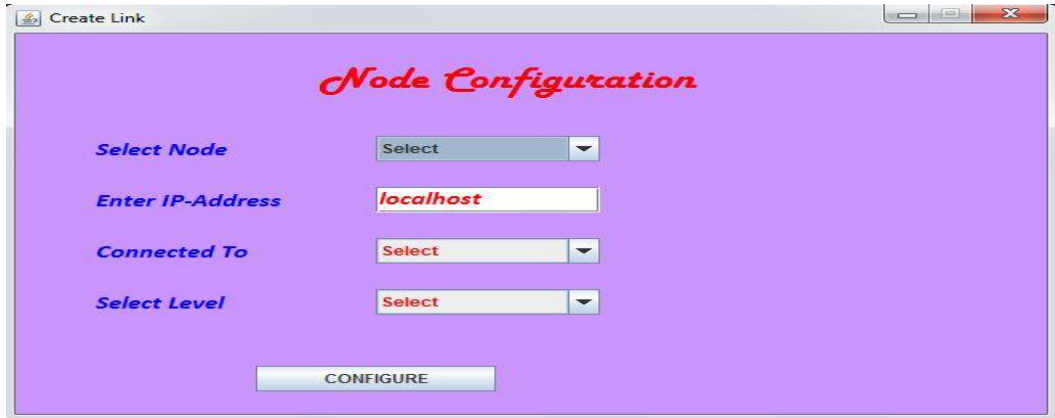 Create Link
Node Configuration
Select Node Select
Enter IP-Address localhost
Connected To Select
Select Level Select
CONFIGURE